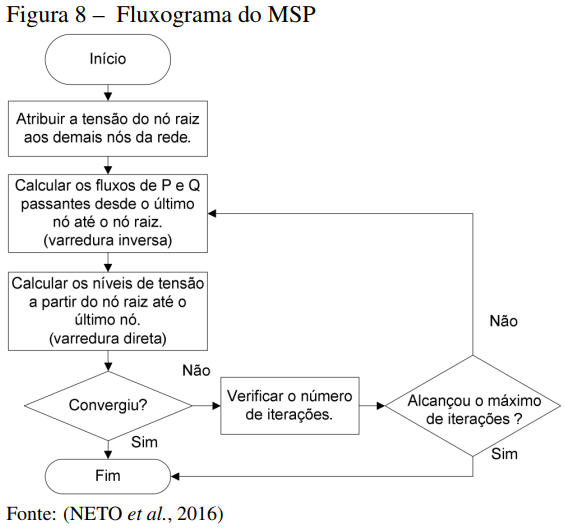 Figura 8 – Fluxograma do MSP
Início
Atribuir a tensão do nó raiz
aos demais nós da rede.
Calcular os fluxos de P e Q
passantes desde o último
nó até o nó raiz.
(varredura inversa)
Calcular os níveis de tensão
a partir do nó raiz até o
último nó.
(varredura direta)
Convergiu?
Não
Sim
Verificar o número
de iterações.
Alcançou o máximo
de iterações ?
Não
Sim
Fim
Fonte: (NETO et al., 2016)